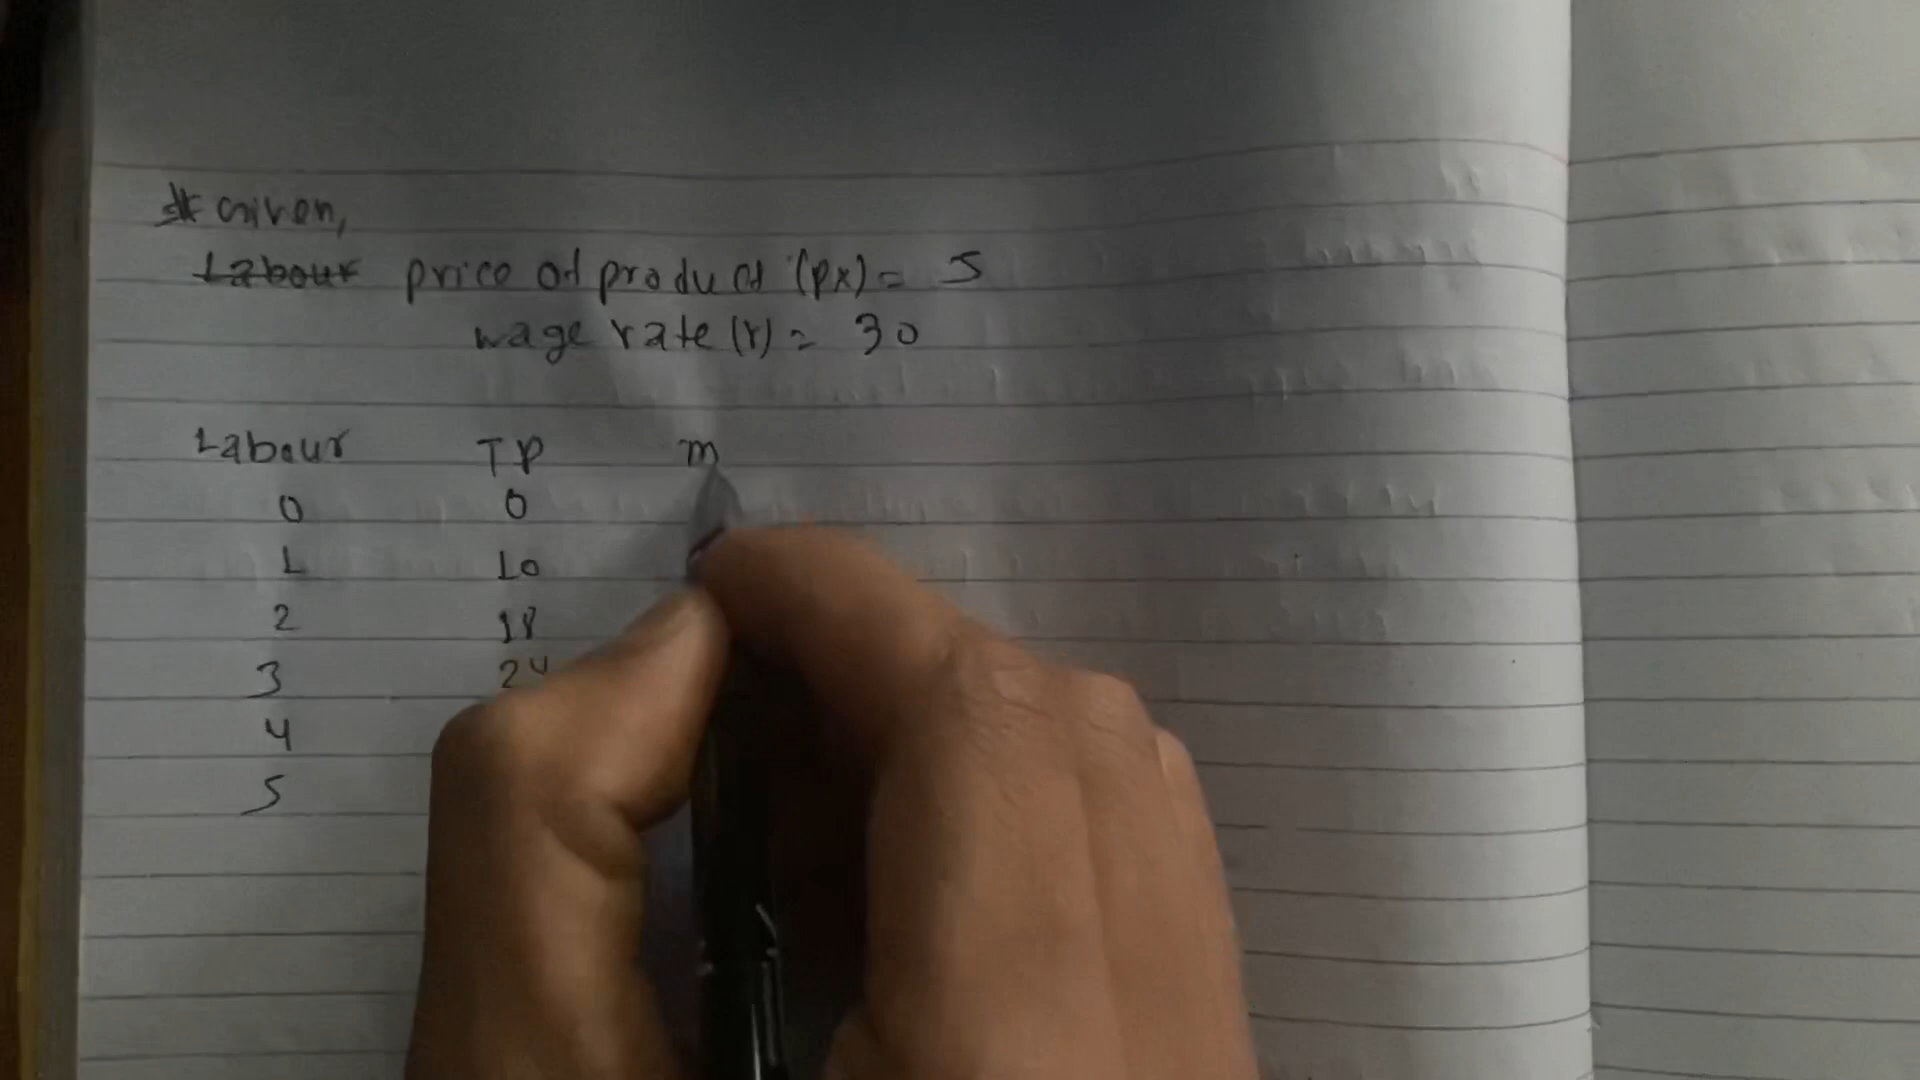 Given,
Labour price of product (px) = 5
wage rate (r) = 30
Labour TP m
0 0
1 10
2 18
3 24
4
5